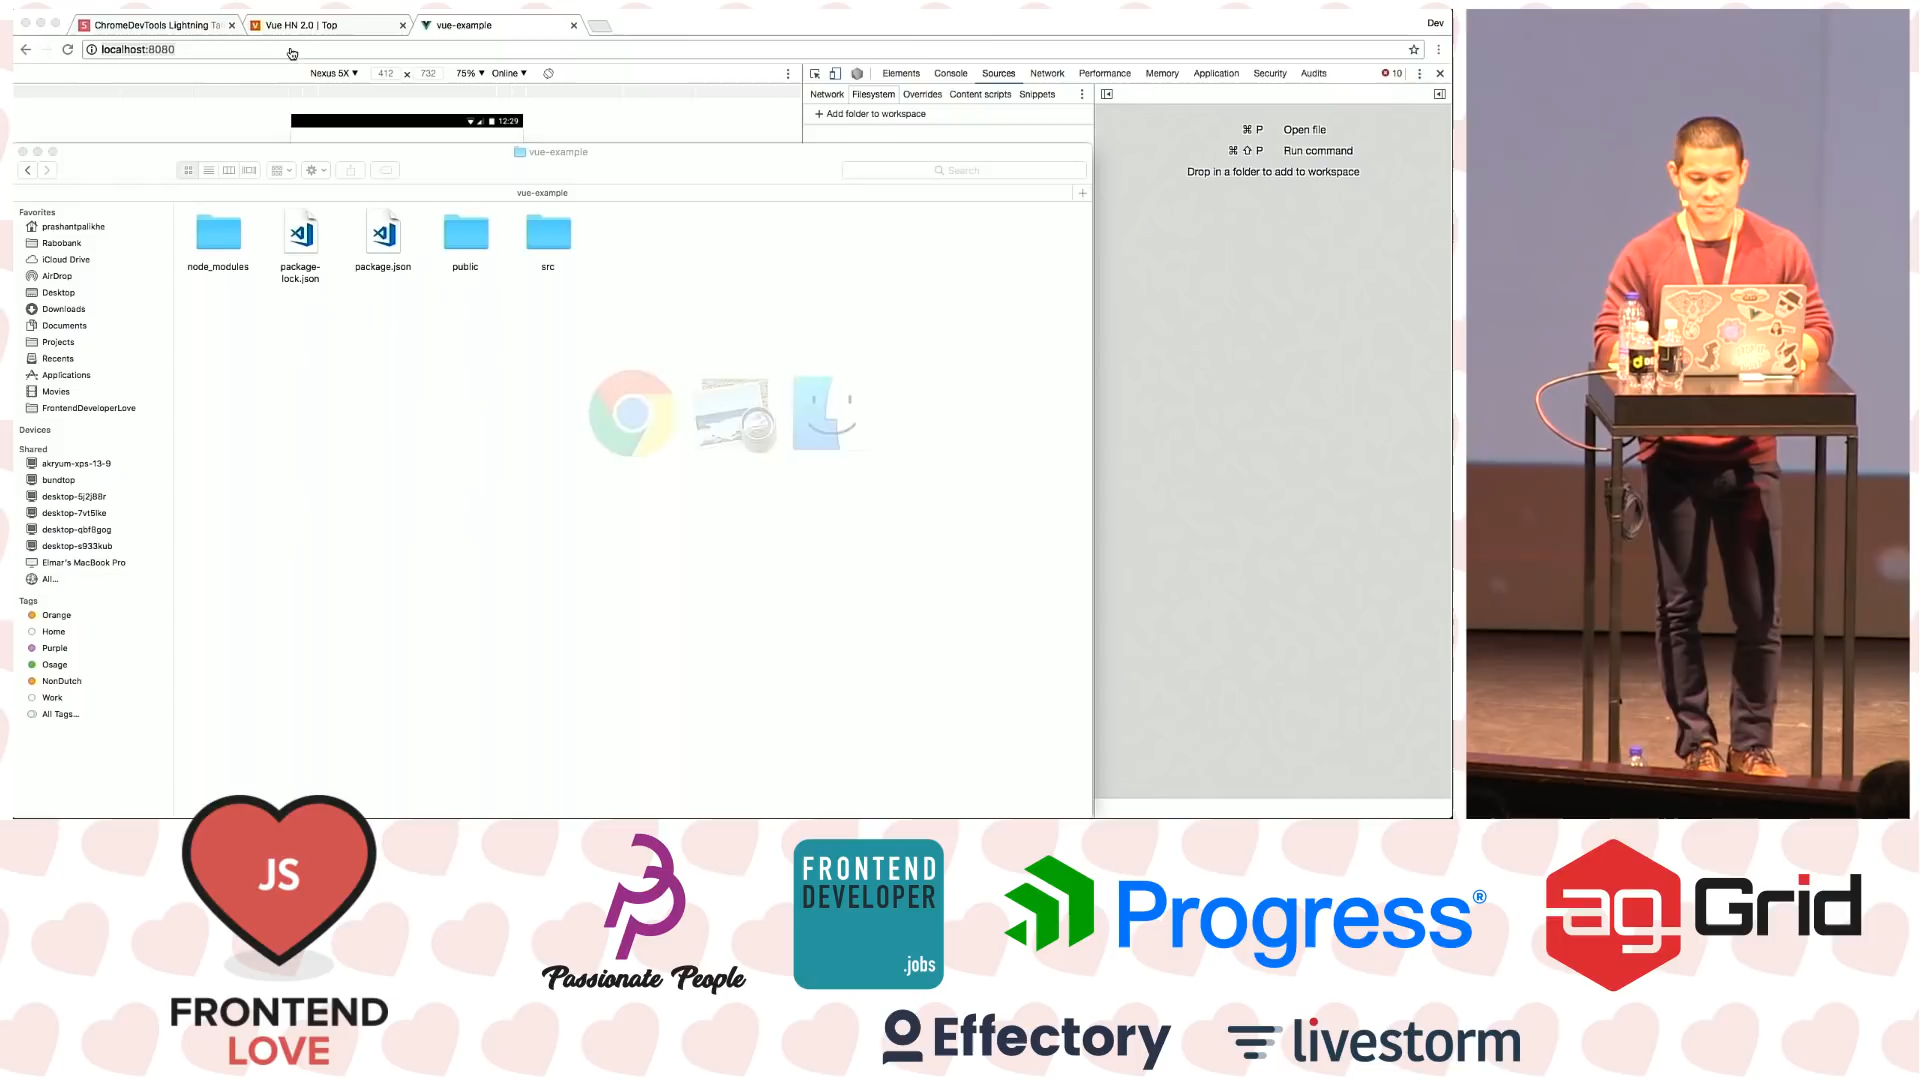 ChromeDevTools Lightning Ta
Vue HN 2.0 | Top
vue-example
Dev
localhost:8080
Nexus 5X ▾ 412 × 732 75% ▾ Online ▾
Elements Console Sources Network Performance Memory Application Security Audits 10
Network Filesystem Overrides Content scripts Snippets
+ Add folder to workspace
12:29
⌘ P Open file
⌘ ⇧ P Run command
Drop in a folder to add to workspace
vue-example
Search
vue-example
Favorites
prashantpalikhe
Rabobank
iCloud Drive
AirDrop
Desktop
Downloads
Documents
Projects
Recents
Applications
Movies
FrontendDeveloperLove
Devices
Shared
akryum-xps-13-9
bundtop
desktop-5j2j88r
desktop-7vt5lke
desktop-qbf8gog
desktop-s933kub
Elmar's MacBook Pro
All...
Tags
Orange
Home
Purple
Osage
NonDutch
Work
All Tags...
node_modules
package-
lock.json
package.json
public
src
JS
FRONTEND
LOVE
Passionate People
FRONTEND
DEVELOPER
.jobs
Progress®
ag Grid
Effectory
livestorm